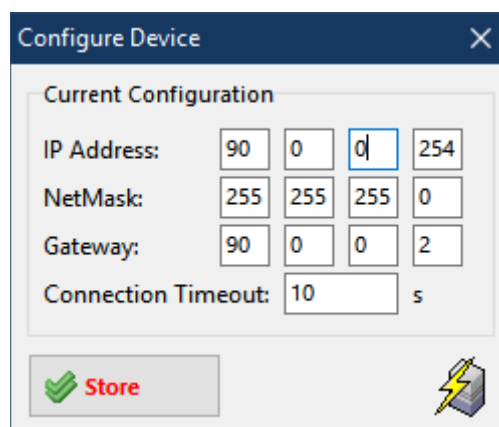 Configure Device
Current Configuration
IP Address: 90 0 0 254
NetMask: 255 255 255 0
Gateway: 90 0 0 2
Connection Timeout: 10 s
Store